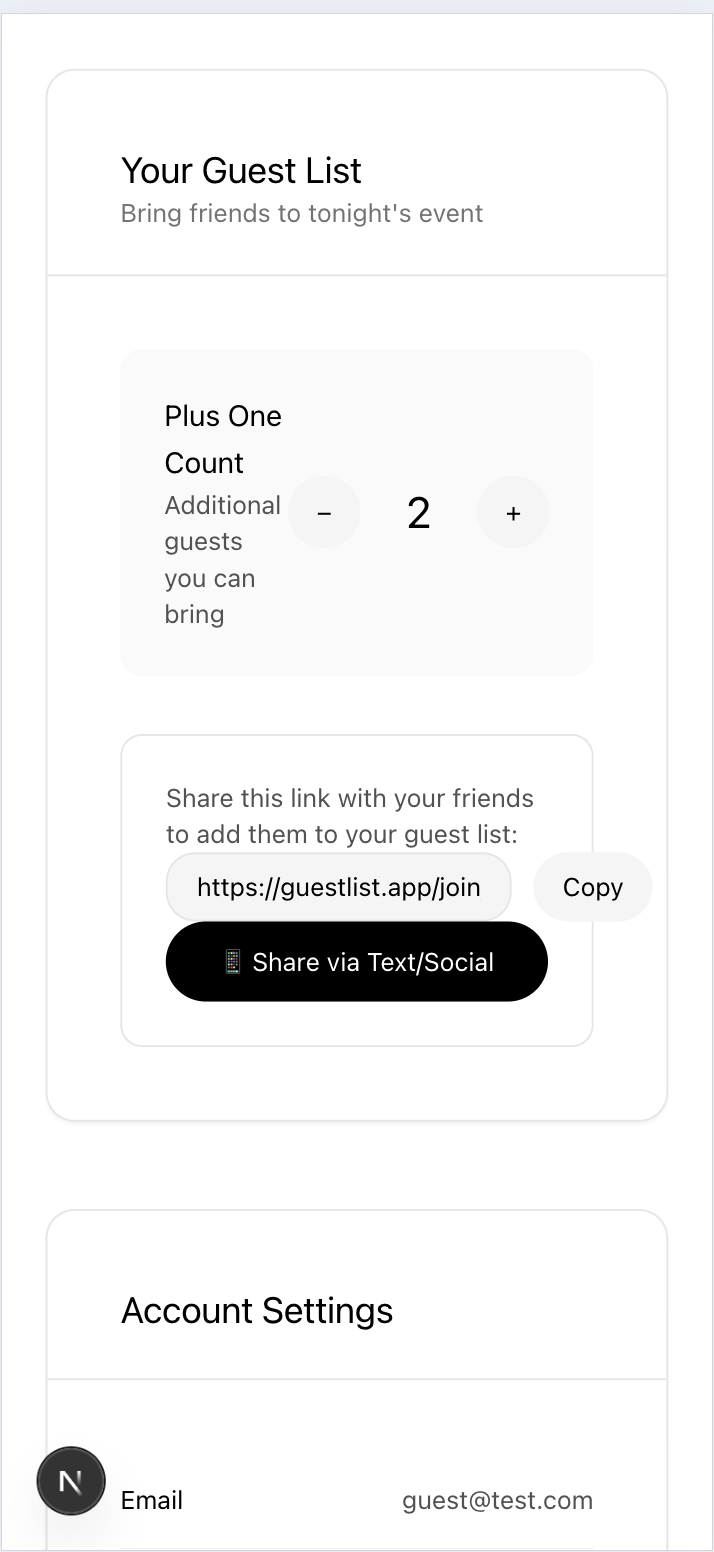 Your Guest List
Bring friends to tonight's event
Plus One
Count
Additional
guests
you can
bring
− 2 +
Share this link with your friends
to add them to your guest list:
https://guestlist.app/join
Copy
📱 Share via Text/Social
Account Settings
N
Email
guest@test.com